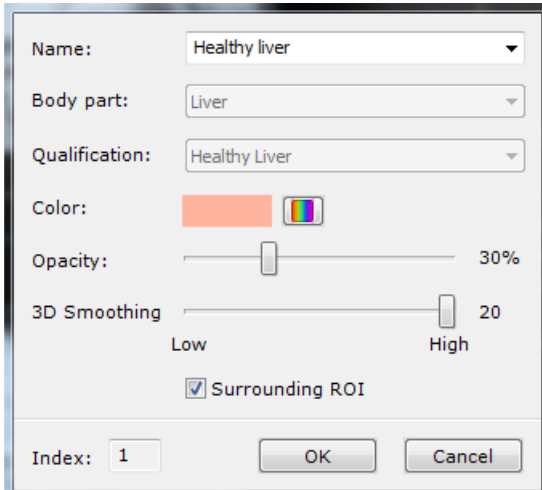 Name: Healthy liver
Body part: Liver
Qualification: Healthy Liver
Color:
Opacity: 30%
3D Smoothing 20
Low High
Surrounding ROI
Index: 1 OK Cancel